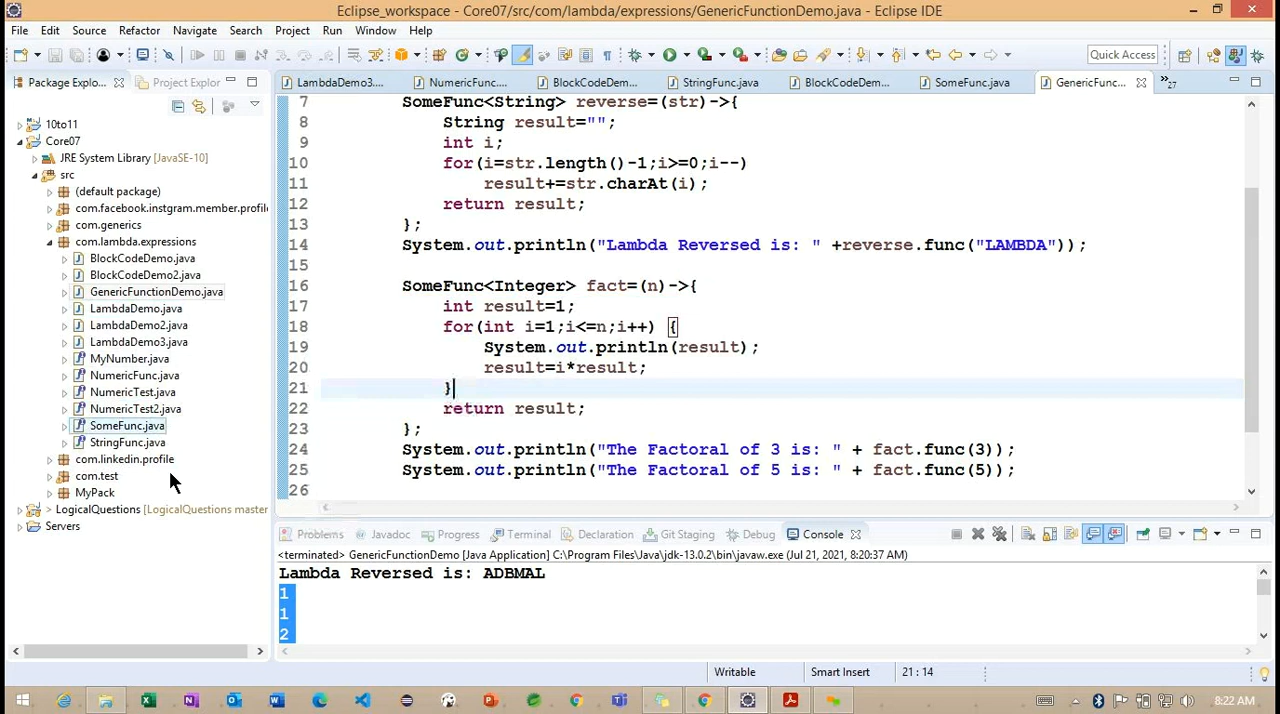 Eclipse_workspace - Core07/src/com/lambda/expressions/GenericFunctionDemo.java - Eclipse IDE
File Edit Source Refactor Navigate Search Project Run Window Help
Quick Access
Package Explo... Project Explorer
LambdaDemo3.... NumericFunc.... BlockCodeDem... StringFunc.java BlockCodeDem... SomeFunc.java GenericFunc... 27
10to11
Core07
JRE System Library [JavaSE-10]
src
(default package)
com.facebook.instgram.member.profil
com.generics
com.lambda.expressions
BlockCodeDemo.java
BlockCodeDemo2.java
GenericFunctionDemo.java
LambdaDemo.java
LambdaDemo2.java
LambdaDemo3.java
MyNumber.java
NumericFunc.java
NumericTest.java
NumericTest2.java
SomeFunc.java
StringFunc.java
com.linkedin.profile
com.test
MyPack
> LogicalQuestions [LogicalQuestions master
Servers
7 SomeFunc<String> reverse=(str)->{
8 String result="";
9 int i;
10 for(i=str.length()-1;i>=0;i--)
11 result+=str.charAt(i);
12 return result;
13 };
14 System.out.println("Lambda Reversed is: " +reverse.func("LAMBDA"));
15
16 SomeFunc<Integer> fact=(n)->{
17 int result=1;
18 for(int i=1;i<=n;i++) {
19 System.out.println(result);
20 result=i*result;
21 }
22 return result;
23 };
24 System.out.println("The Factoral of 3 is: " + fact.func(3));
25 System.out.println("The Factoral of 5 is: " + fact.func(5));
26
Problems Javadoc Progress Terminal Declaration Git Staging Debug Console
<terminated> GenericFunctionDemo [Java Application] C:\Program Files\Java\jdk-13.0.2\bin\javaw.exe (Jul 21, 2021, 8:20:37 AM)
Lambda Reversed is: ADBMAL
1
1
2
Writable Smart Insert 21 : 14
8:22 AM